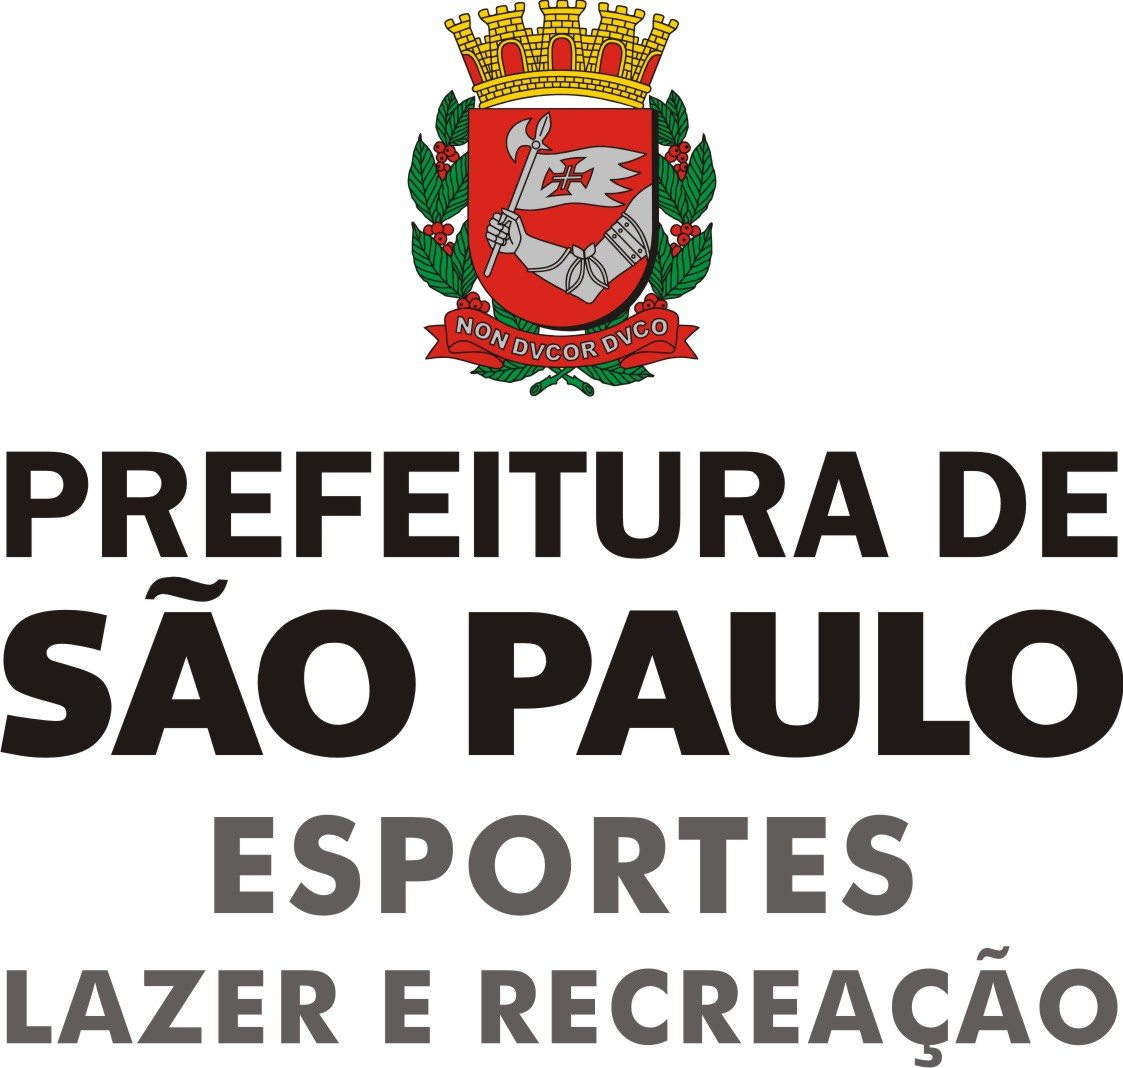 NON DVCOR DVCO
PREFEITURA DE
SÃO PAULO
ESPORTES
LAZER E RECREAÇÃO